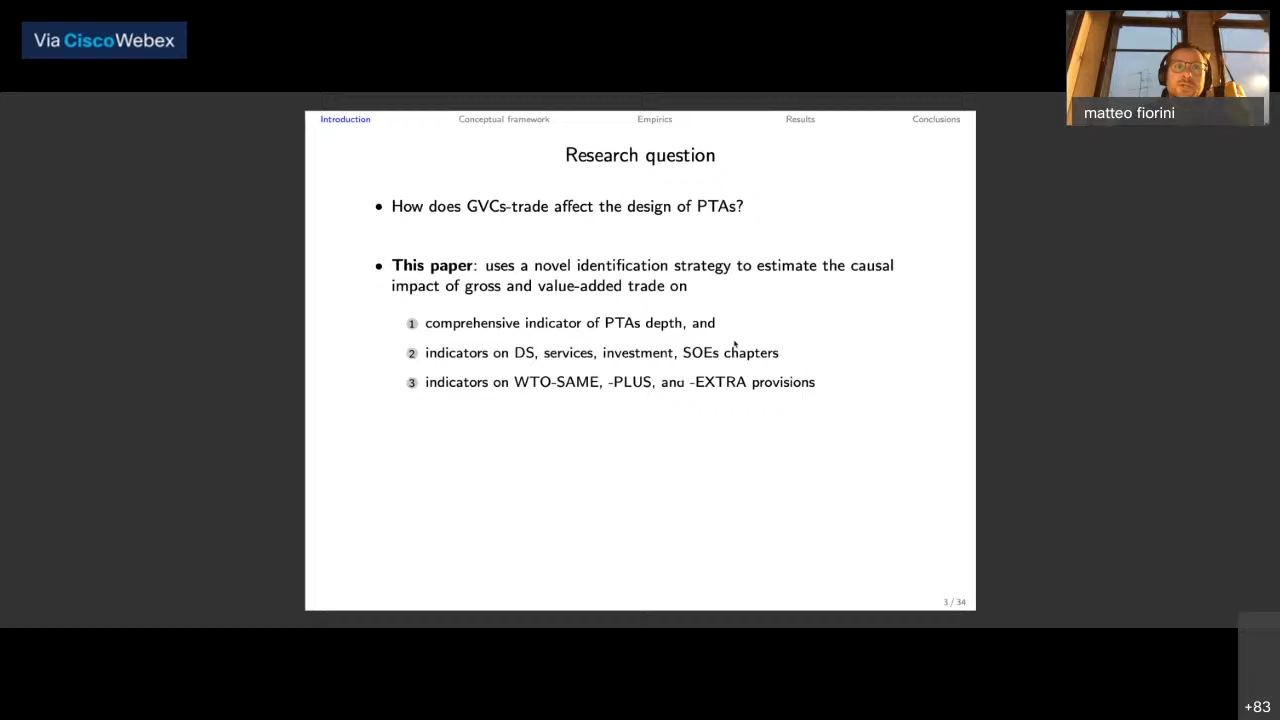 Via CiscoWebex
matteo fiorini
Introduction Conceptual framework Empirics Results Conclusions
Research question
• How does GVCs-trade affect the design of PTAs?
• This paper: uses a novel identification strategy to estimate the causal
impact of gross and value-added trade on
1 comprehensive indicator of PTAs depth, and
2 indicators on DS, services, investment, SOEs chapters
3 indicators on WTO-SAME, -PLUS, and -EXTRA provisions
3 / 34
+83